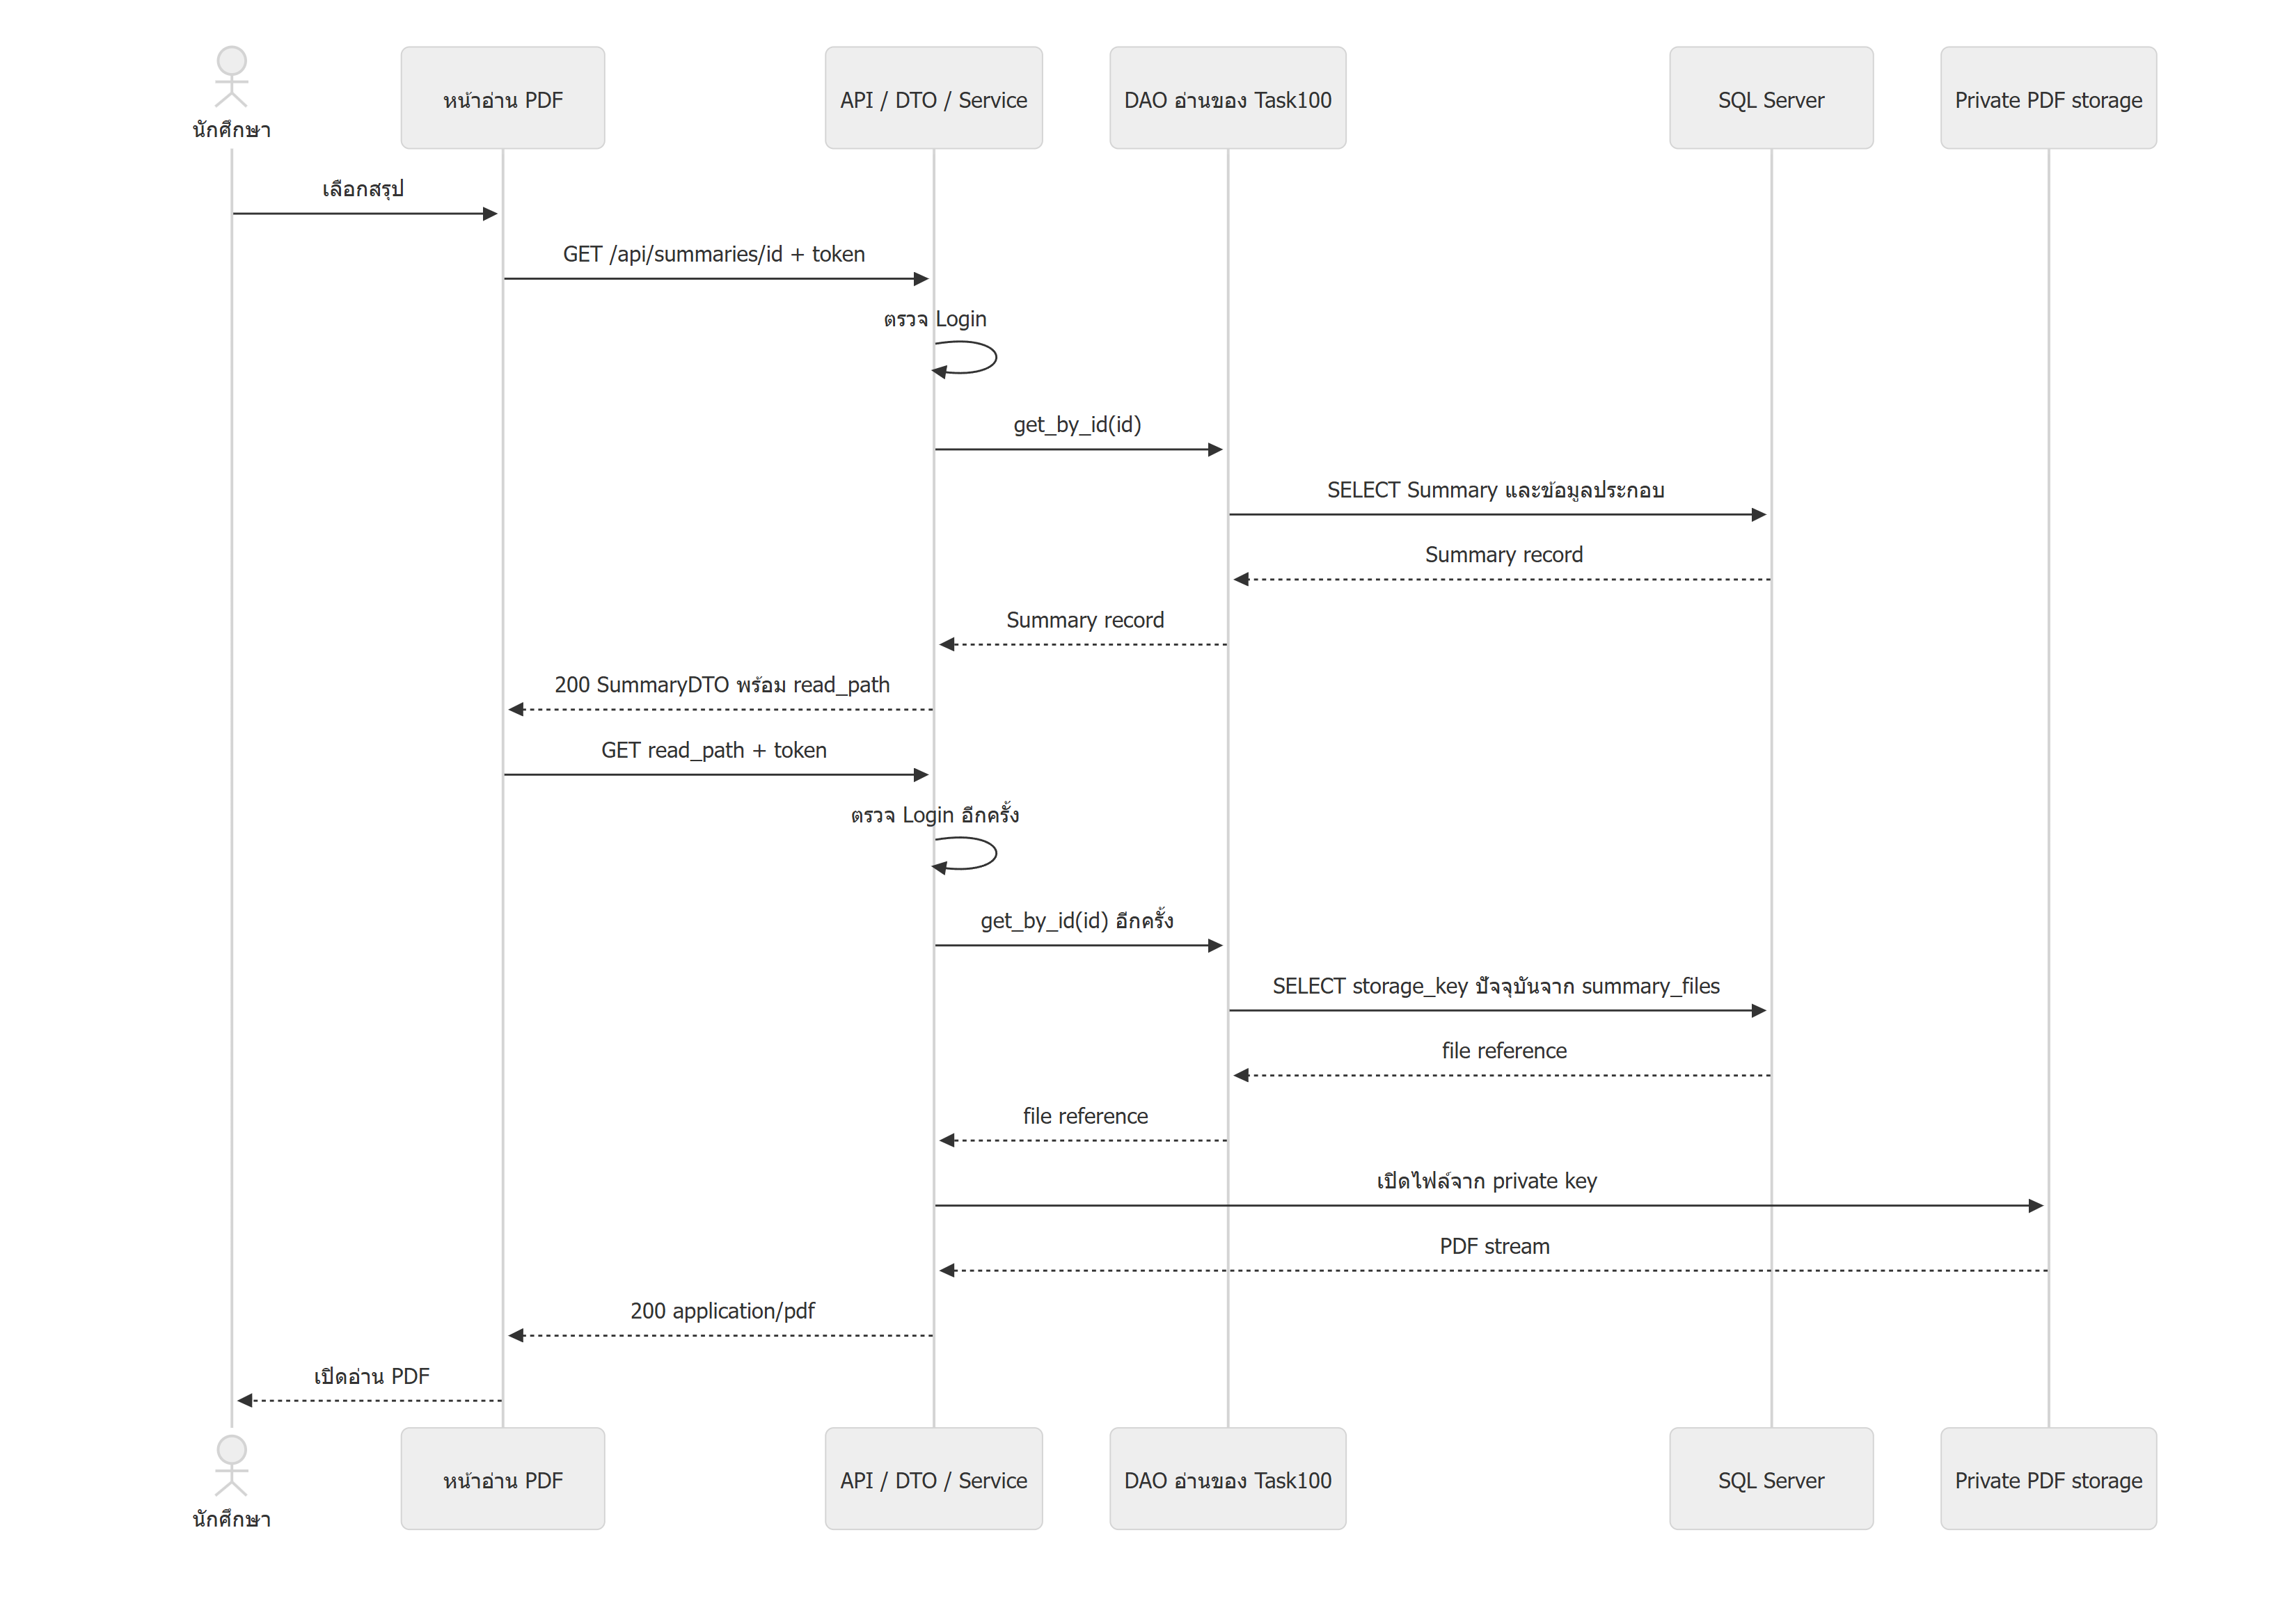 นักศึกษา
หน้าอ่าน PDF
API / DTO / Service
DAO อ่านของ Task100
SQL Server
Private PDF storage
เลือกสรุป
GET /api/summaries/id + token
ตรวจ Login
get_by_id(id)
SELECT Summary และข้อมูลประกอบ
Summary record
Summary record
200 SummaryDTO พร้อม read_path
GET read_path + token
ตรวจ Login อีกครั้ง
get_by_id(id) อีกครั้ง
SELECT storage_key ปัจจุบันจาก summary_files
file reference
file reference
เปิดไฟล์จาก private key
PDF stream
200 application/pdf
เปิดอ่าน PDF
นักศึกษา
หน้าอ่าน PDF
API / DTO / Service
DAO อ่านของ Task100
SQL Server
Private PDF storage